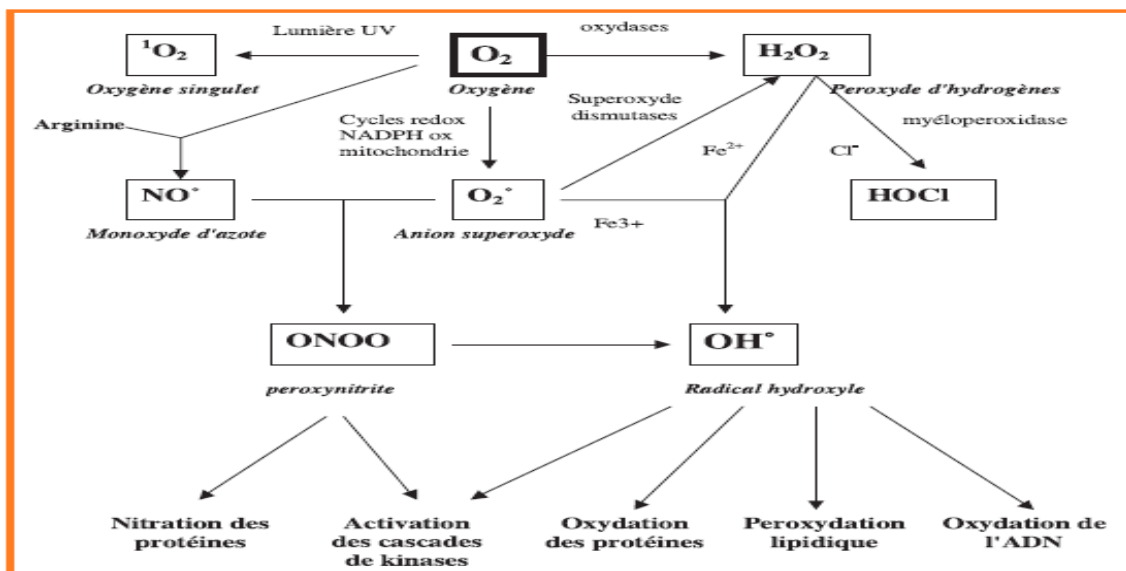 Lumière UV
oxydases
¹O₂
O₂
H₂O₂
Oxygène singulet
Oxygène
Peroxyde d'hydrogènes
Arginine
Cycles redox
NADPH ox
mitochondrie
Superoxyde
dismutases
myéloperoxidase
Fe²⁺
Cl⁻
NO°
O₂°
HOCl
Monoxyde d'azote
Anion superoxyde
Fe3+
ONOO
OH°
peroxynitrite
Radical hydroxyle
Nitration des
protéines
Activation
des cascades
de kinases
Oxydation
des protéines
Peroxydation
lipidique
Oxydation de
l'ADN